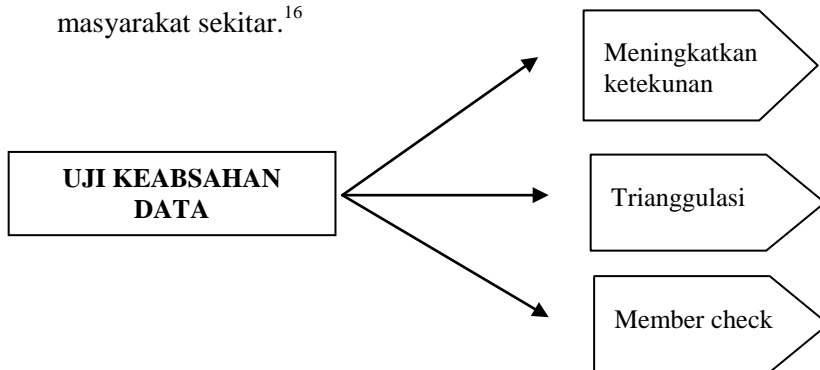 masyarakat sekitar.16
Meningkatkan
ketekunan
UJI KEABSAHAN
DATA
Trianggulasi
Member check